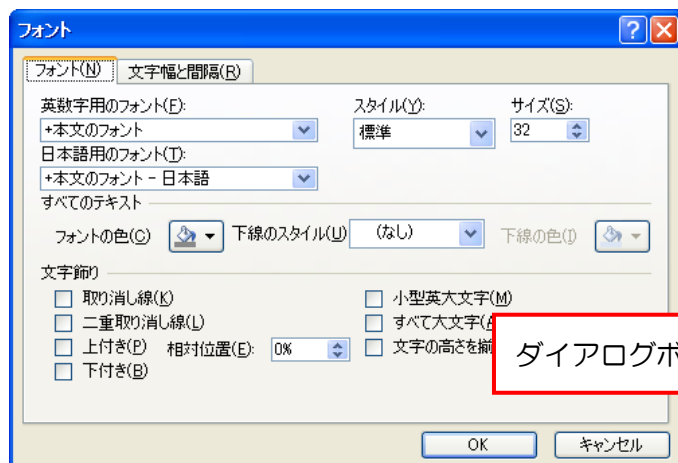 フォント
フォント(N) 文字幅と間隔(R)
英数字用のフォント(F): スタイル(Y): サイズ(S):
+本文のフォント 標準 32
日本語用のフォント(T):
+本文のフォント - 日本語
すべてのテキスト
フォントの色(C) 下線のスタイル(U) (なし) 下線の色(I)
文字飾り
取り消し線(K) 小型英大文字(M)
二重取り消し線(L) すべて大文字(
上付き(P) 相対位置(E): 0% 文字の高さを揃
下付き(B)
ダイアログボ
OK キャンセル